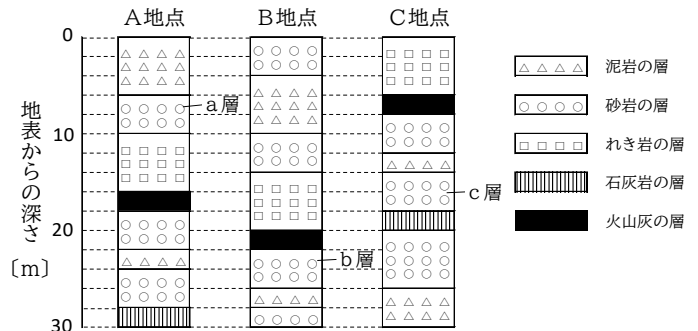 A地点 B地点 C地点
0
10
20
30
地表からの深さ
〔m〕
a層
b層
c層
泥岩の層
砂岩の層
れき岩の層
石灰岩の層
火山灰の層